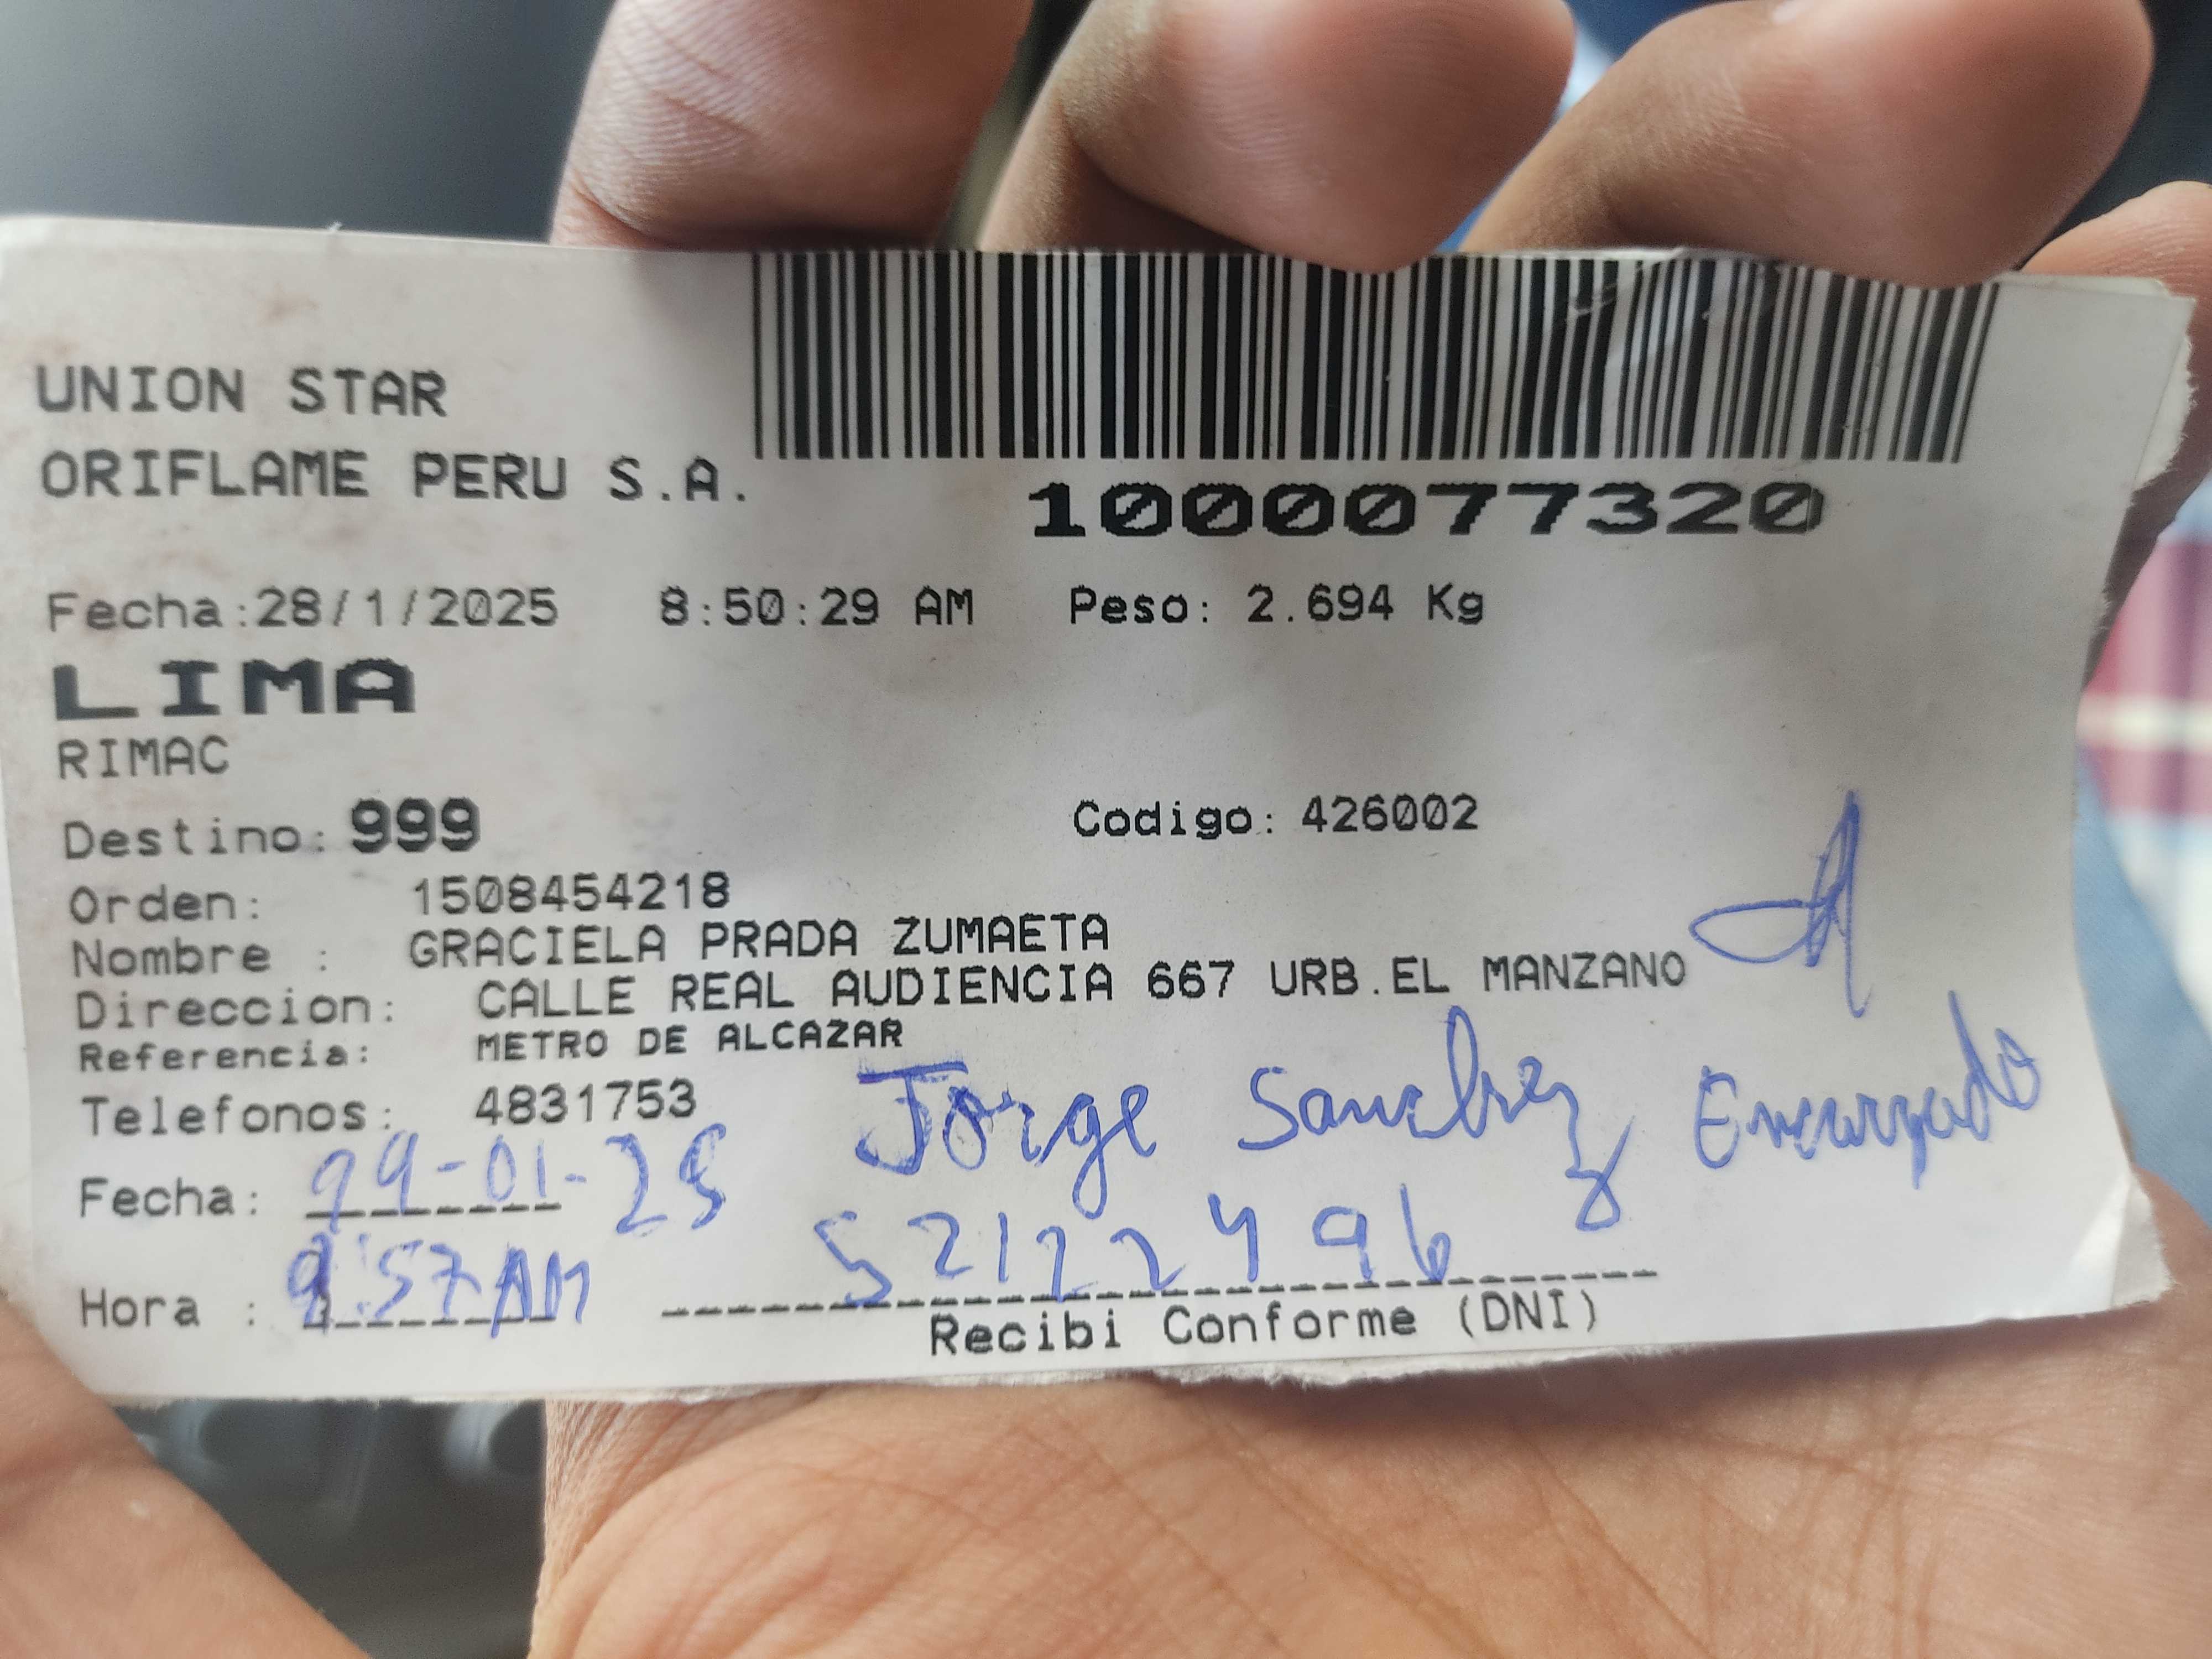 UNION STAR
ORIFLAME PERU S.A.
1000077320
Fecha:28/1/2025 8:50:29 AM Peso: 2.694 Kg
LIMA
RIMAC
Destino: 999 Codigo: 426002
Orden: 1508454218
Nombre : GRACIELA PRADA ZUMAETA
Direccion: CALLE REAL AUDIENCIA 667 URB.EL MANZANO
Referencia: METRO DE ALCAZAR
Telefonos: 4831753
Jorge Sanchez Encargado
Fecha: -01-25
Hora : 9:57 AM
Recibi Conforme (DNI)